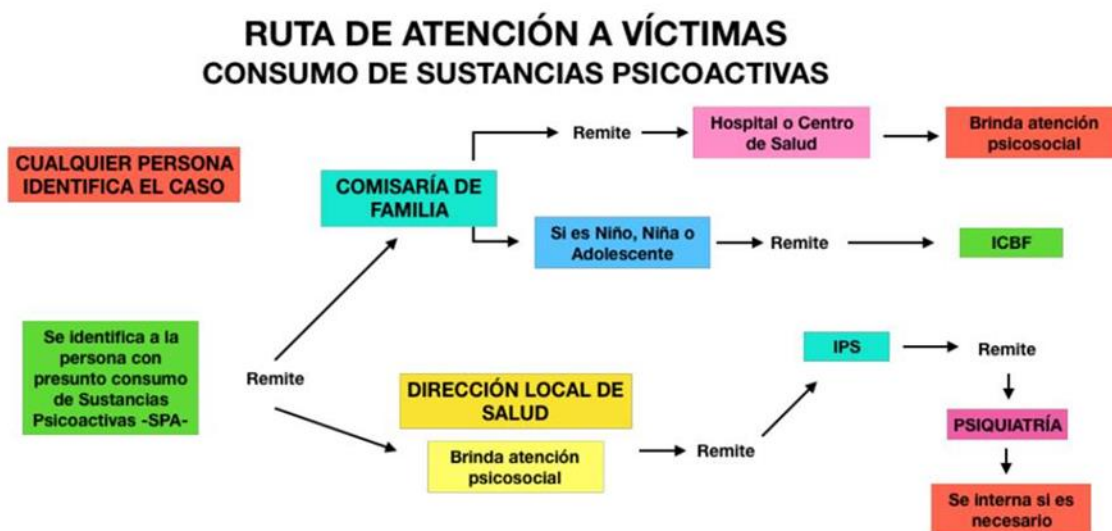 RUTA DE ATENCIÓN A VÍCTIMAS
CONSUMO DE SUSTANCIAS PSICOACTIVAS
CUALQUIER PERSONA
IDENTIFICA EL CASO
Se identifica a la
persona con
presunto consumo
de Sustancias
Psicoactivas -SPA-
Remite
COMISARÍA DE
FAMILIA
Remite
Hospital o Centro
de Salud
Brinda atención
psicosocial
Si es Niño, Niña o
Adolescente
Remite
ICBF
DIRECCIÓN LOCAL DE
SALUD
Brinda atención
psicosocial
Remite
IPS
Remite
PSIQUIATRÍA
Se interna si es
necesario